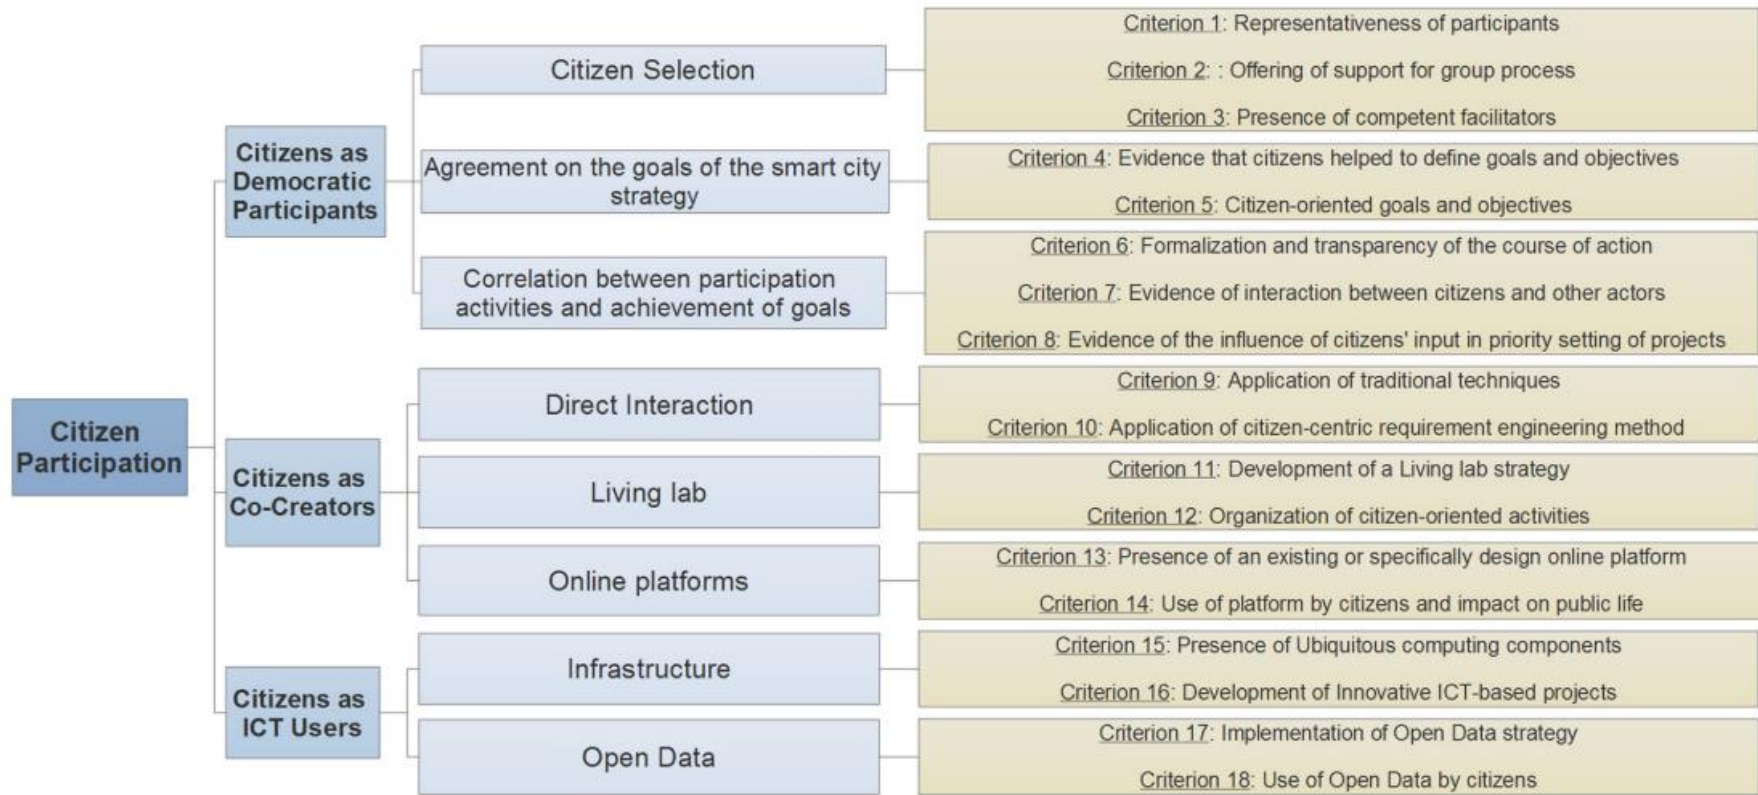 Citizen
Participation
Citizens as
Democratic
Participants
Citizen Selection
Criterion 1: Representativeness of participants
Criterion 2: : Offering of support for group process
Criterion 3: Presence of competent facilitators
Agreement on the goals of the smart city
strategy
Criterion 4: Evidence that citizens helped to define goals and objectives
Criterion 5: Citizen-oriented goals and objectives
Correlation between participation
activities and achievement of goals
Criterion 6: Formalization and transparency of the course of action
Criterion 7: Evidence of interaction between citizens and other actors
Criterion 8: Evidence of the influence of citizens' input in priority setting of projects
Citizens as
Co-Creators
Direct Interaction
Criterion 9: Application of traditional techniques
Criterion 10: Application of citizen-centric requirement engineering method
Living lab
Criterion 11: Development of a Living lab strategy
Criterion 12: Organization of citizen-oriented activities
Online platforms
Criterion 13: Presence of an existing or specifically design online platform
Criterion 14: Use of platform by citizens and impact on public life
Citizens as
ICT Users
Infrastructure
Criterion 15: Presence of Ubiquitous computing components
Criterion 16: Development of Innovative ICT-based projects
Open Data
Criterion 17: Implementation of Open Data strategy
Criterion 18: Use of Open Data by citizens